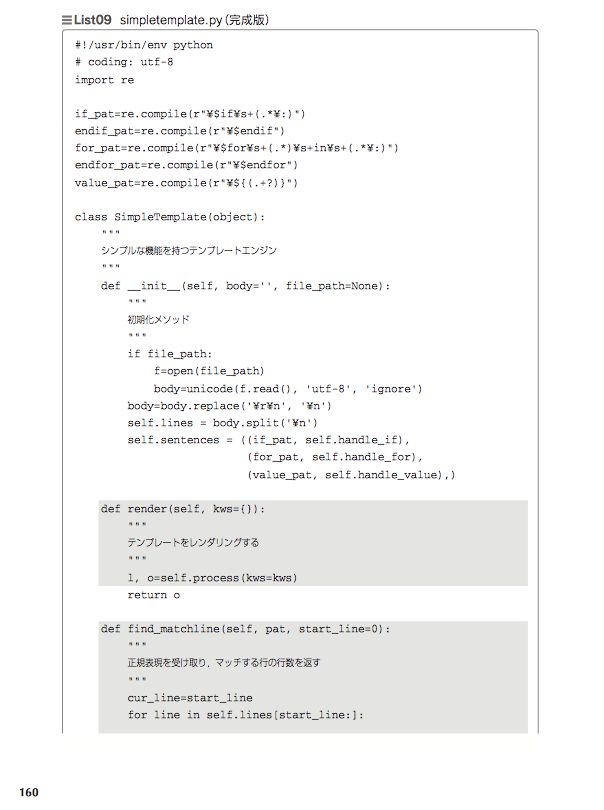 List09 simpletemplate.py（完成版）
#!/usr/bin/env python
# coding: utf-8
import re
if_pat=re.compile(r"¥$if¥s+(.*¥:)")
endif_pat=re.compile(r"¥$endif")
for_pat=re.compile(r"¥$for¥s+(.*)¥s+in¥s+(.*¥:)")
endfor_pat=re.compile(r"¥$endfor")
value_pat=re.compile(r"¥${(.+?)}")
class SimpleTemplate(object):
"""
シンプルな機能を持つテンプレートエンジン
"""
def __init__(self, body='', file_path=None):
"""
初期化メソッド
"""
if file_path:
f=open(file_path)
body=unicode(f.read(), 'utf-8', 'ignore')
body=body.replace('¥r¥n', '¥n')
self.lines = body.split('¥n')
self.sentences = ((if_pat, self.handle_if),
(for_pat, self.handle_for),
(value_pat, self.handle_value),)
def render(self, kws={}):
"""
テンプレートをレンダリングする
"""
l, o=self.process(kws=kws)
return o
def find_matchline(self, pat, start_line=0):
"""
正規表現を受け取り，マッチする行の行数を返す
"""
cur_line=start_line
for line in self.lines[start_line:]:
160